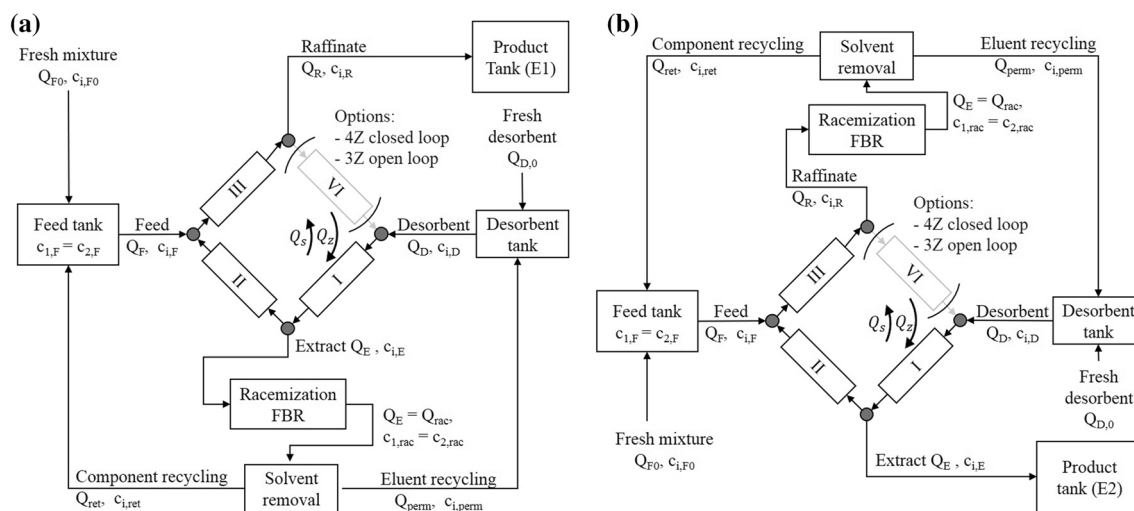 (a)
Fresh mixture
Q_F0, c_i,F0
Raffinate
Q_R, c_i,R
Product
Tank (E1)
Options:
- 4Z closed loop
- 3Z open loop
Fresh
desorbent
Q_D,0
III
VI
Feed tank
c_1,F = c_2,F
Feed
Q_F, c_i,F
Q_s
Q_z
Desorbent
Q_D, c_i,D
Desorbent
tank
II
I
Extract Q_E , c_i,E
Racemization
FBR
Q_E = Q_rac,
c_1,rac = c_2,rac
Component recycling
Q_ret, c_i,ret
Solvent
removal
Eluent recycling
Q_perm, c_i,perm
(b)
Component recycling
Q_ret, c_i,ret
Solvent
removal
Eluent recycling
Q_perm, c_i,perm
Racemization
FBR
Q_E = Q_rac,
c_1,rac = c_2,rac
Raffinate
Q_R, c_i,R
Options:
- 4Z closed loop
- 3Z open loop
III
VI
Feed tank
c_1,F = c_2,F
Feed
Q_F, c_i,F
Q_s
Q_z
Desorbent
Q_D, c_i,D
Desorbent
tank
II
I
Fresh
desorbent
Q_D,0
Fresh mixture
Q_F0, c_i,F0
Extract Q_E , c_i,E
Product
tank (E2)